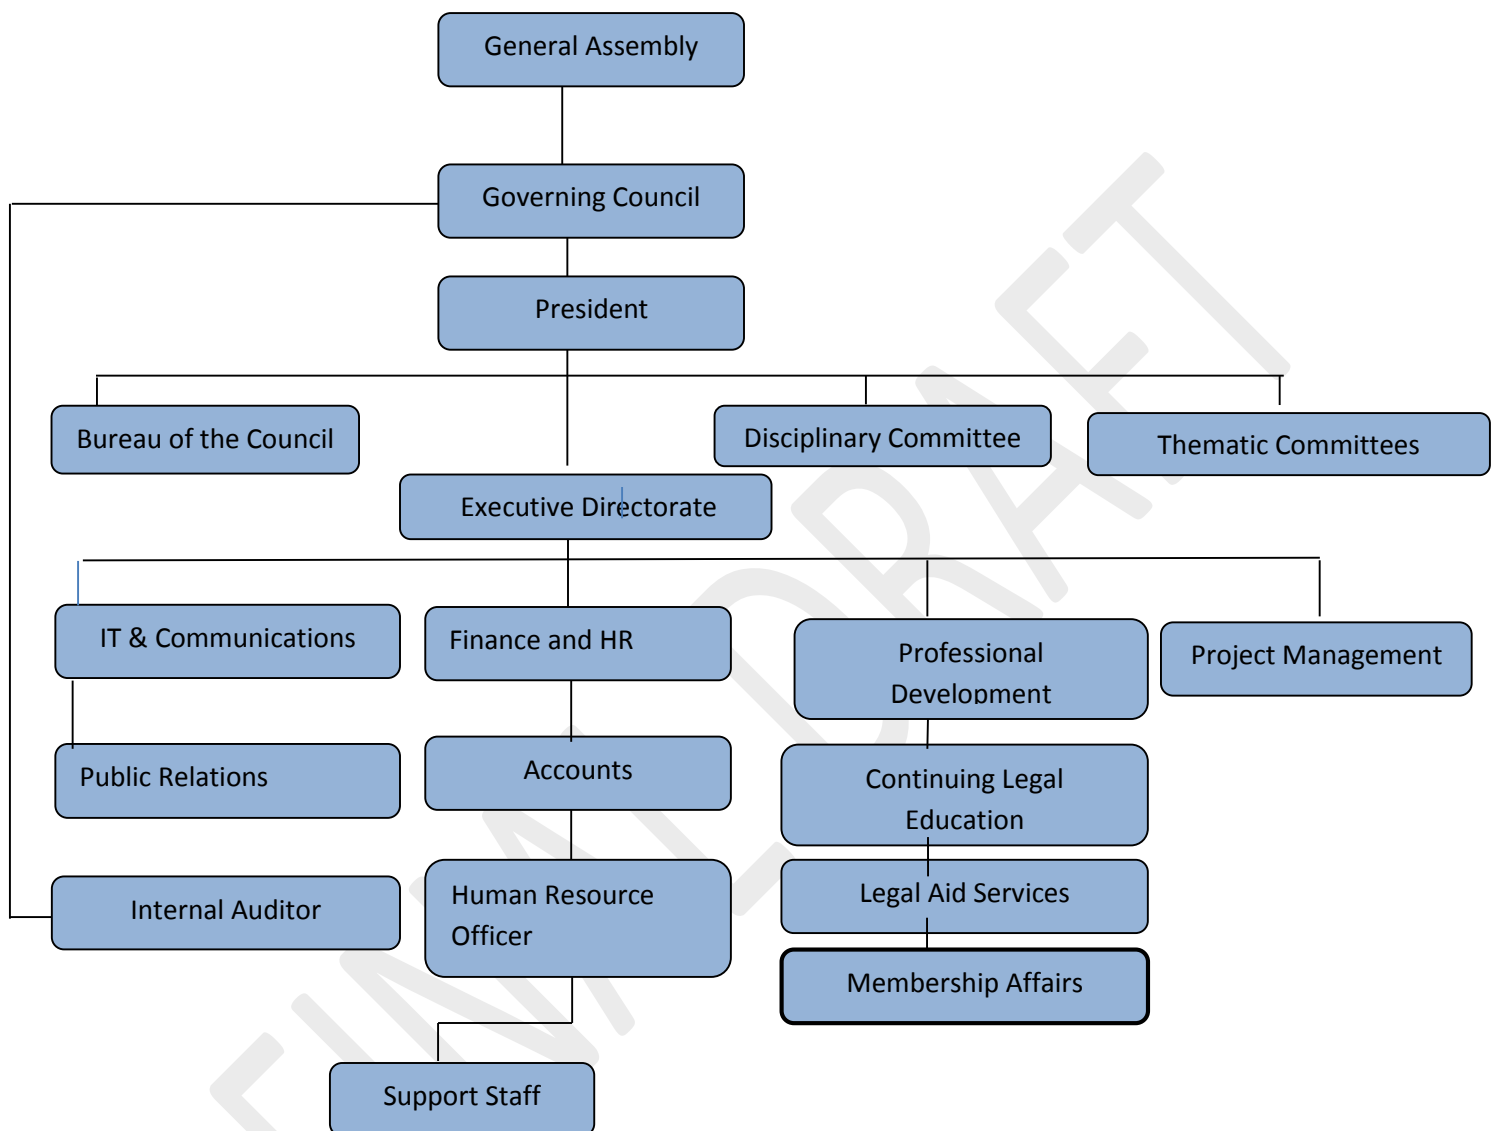 General Assembly
Governing Council
President
Bureau of the Council
Disciplinary Committee
Thematic Committees
Executive Directorate
IT & Communications
Finance and HR
Professional
Development
Project Management
Public Relations
Accounts
Continuing Legal
Education
Internal Auditor
Human Resource
Officer
Legal Aid Services
Membership Affairs
Support Staff
FINAL DRAFT